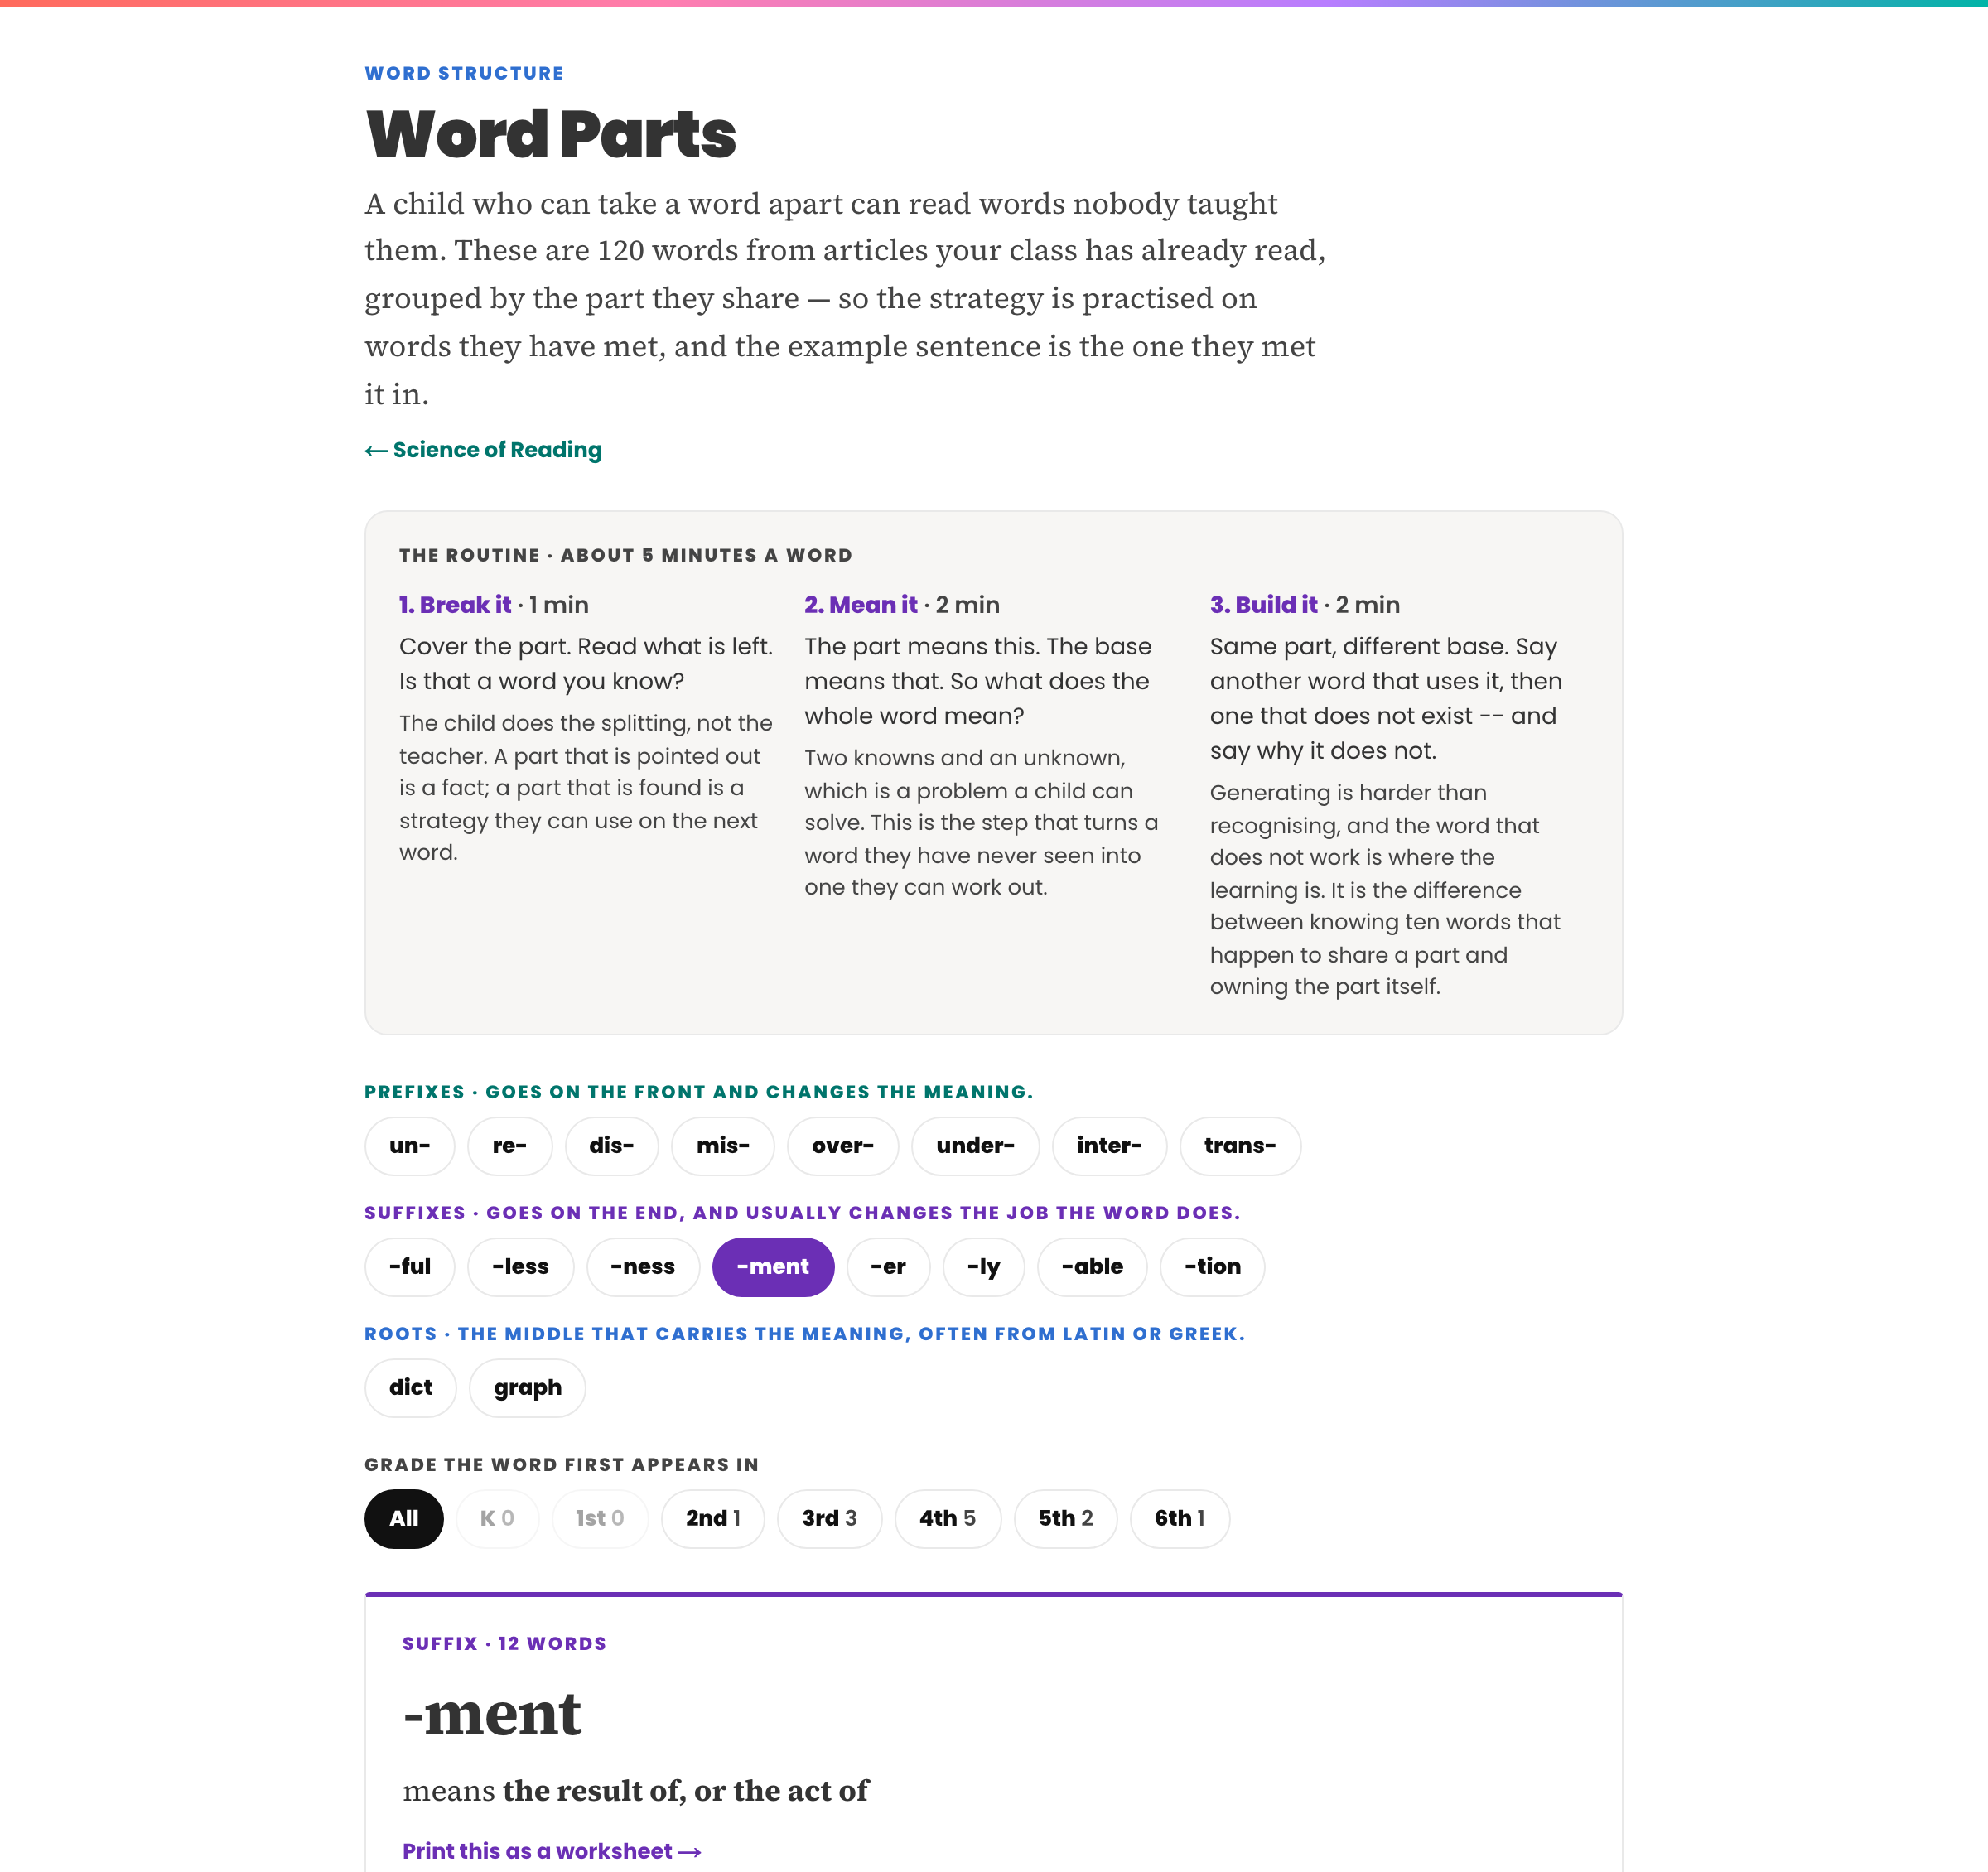 WORD STRUCTURE
Word Parts
A child who can take a word apart can read words nobody taught
them. These are 120 words from articles your class has already read,
grouped by the part they share — so the strategy is practised on
words they have met, and the example sentence is the one they met
it in.
← Science of Reading
THE ROUTINE · ABOUT 5 MINUTES A WORD
1. Break it · 1 min
Cover the part. Read what is left.
Is that a word you know?
The child does the splitting, not the
teacher. A part that is pointed out
is a fact; a part that is found is a
strategy they can use on the next
word.
2. Mean it · 2 min
The part means this. The base
means that. So what does the
whole word mean?
Two knowns and an unknown,
which is a problem a child can
solve. This is the step that turns a
word they have never seen into
one they can work out.
3. Build it · 2 min
Same part, different base. Say
another word that uses it, then
one that does not exist -- and
say why it does not.
Generating is harder than
recognising, and the word that
does not work is where the
learning is. It is the difference
between knowing ten words that
happen to share a part and
owning the part itself.
PREFIXES · GOES ON THE FRONT AND CHANGES THE MEANING.
un- re- dis- mis- over- under- inter- trans-
SUFFIXES · GOES ON THE END, AND USUALLY CHANGES THE JOB THE WORD DOES.
-ful -less -ness -ment -er -ly -able -tion
ROOTS · THE MIDDLE THAT CARRIES THE MEANING, OFTEN FROM LATIN OR GREEK.
dict graph
GRADE THE WORD FIRST APPEARS IN
All K 0 1st 0 2nd 1 3rd 3 4th 5 5th 2 6th 1
SUFFIX · 12 WORDS
-ment
means the result of, or the act of
Print this as a worksheet →